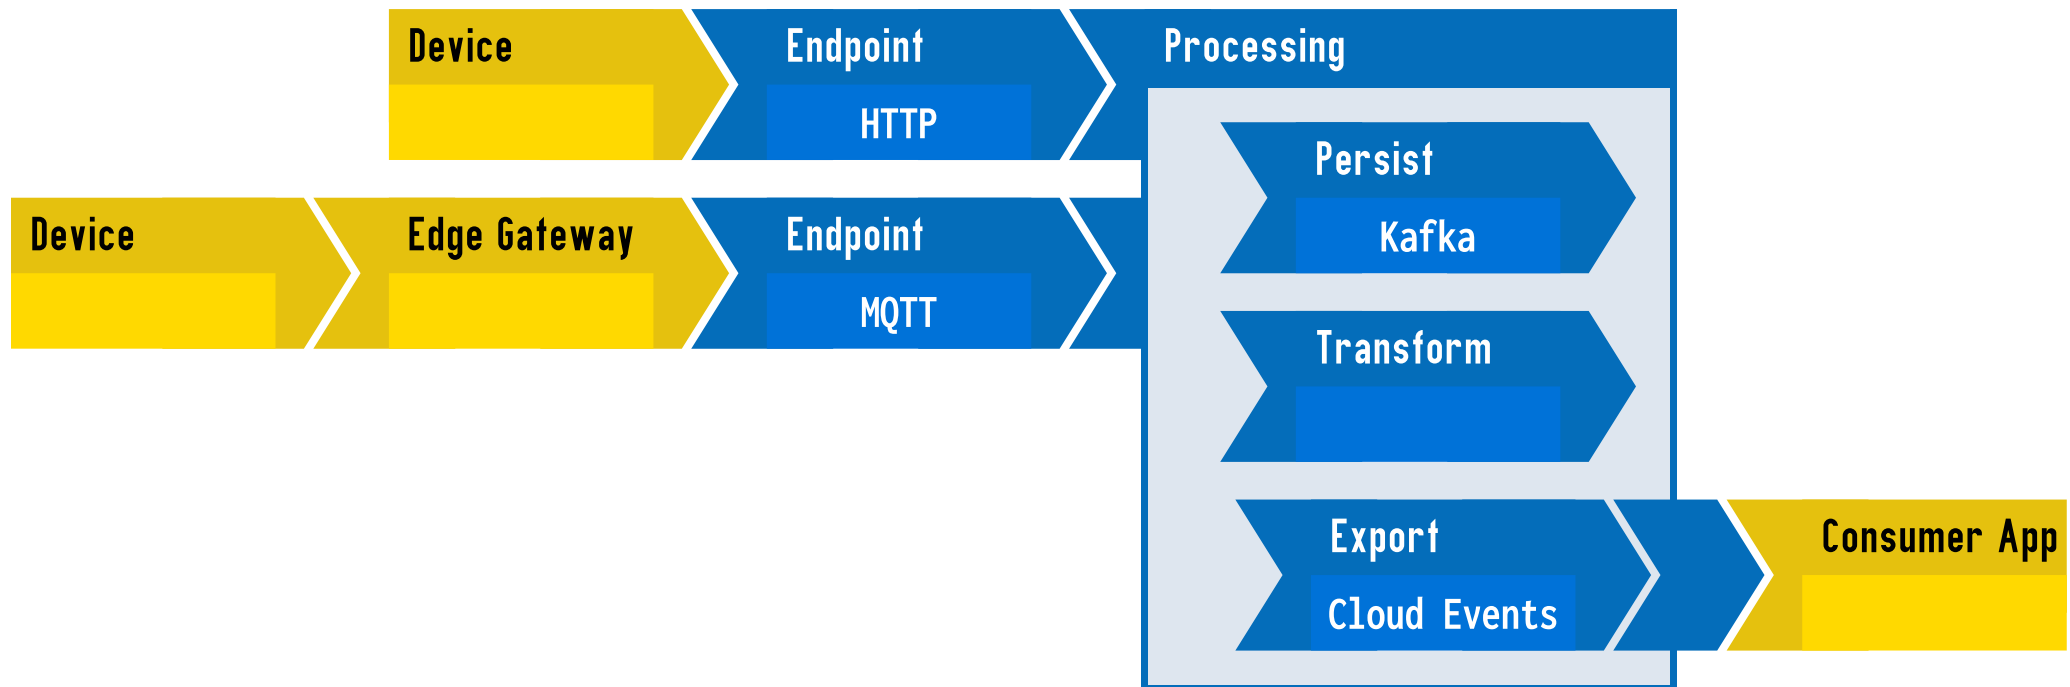 Device
Endpoint
Processing
HTTP
Persist
Kafka
Device
Edge Gateway
Endpoint
MQTT
Transform
Export
Cloud Events
Consumer App